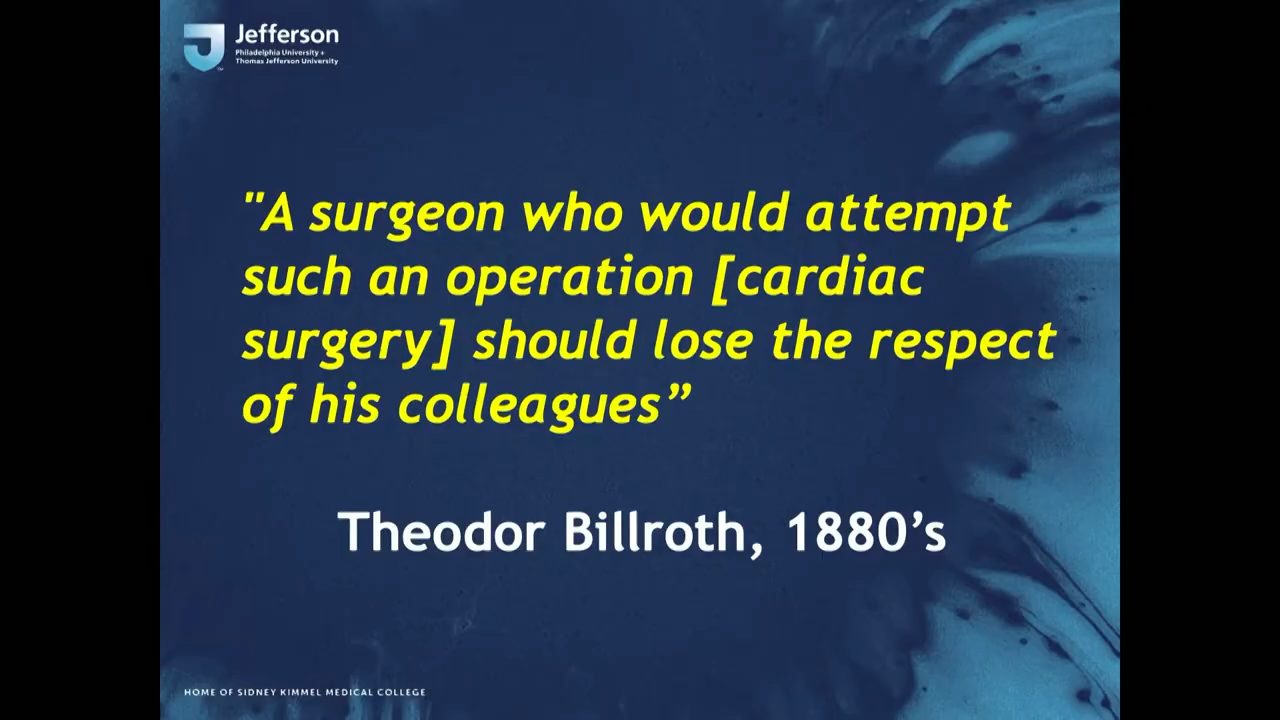 Jefferson
Philadelphia University +
Thomas Jefferson University
"A surgeon who would attempt
such an operation [cardiac
surgery] should lose the respect
of his colleagues”
Theodor Billroth, 1880’s
HOME OF SIDNEY KIMMEL MEDICAL COLLEGE